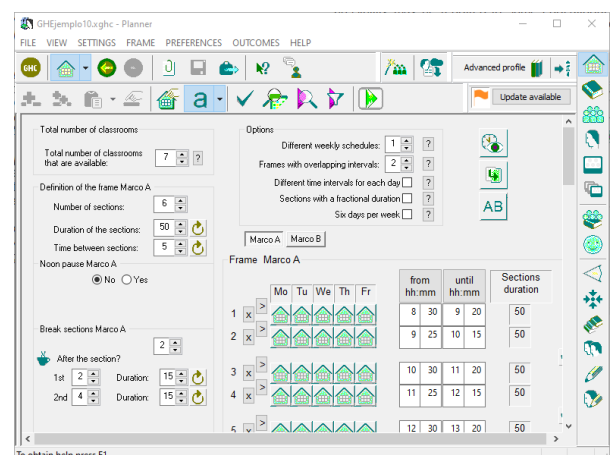 GHEjemplo10.xghc - Planner
FILE VIEW SETTINGS FRAME PREFERENCES OUTCOMES HELP
GHC
Advanced profile
a
Update available
Total number of classrooms
Total number of classrooms
that are available: 7 ?
Definition of the frame Marco A
Number of sections: 6
Duration of the sections: 50
Time between sections: 5
Noon pause Marco A
No Yes
Break sections Marco A
2
After the section?
1st 2 Duration: 15
2nd 4 Duration: 15
Options
Different weekly schedules: 1 ?
Frames with overlapping intervals: 2 ?
Different time intervals for each day ?
Sections with a fractional duration ?
Six days per week ?
AB
Marco A Marco B
Frame Marco A
Mo Tu We Th Fr
from
hh:mm
until
hh:mm
Sections
duration
1 x > 8 30 9 20 50
2 x > 9 25 10 15 50
3 x > 10 30 11 20 50
4 x > 11 25 12 15 50
5 x > 12 30 13 20 50
To obtain help press F1